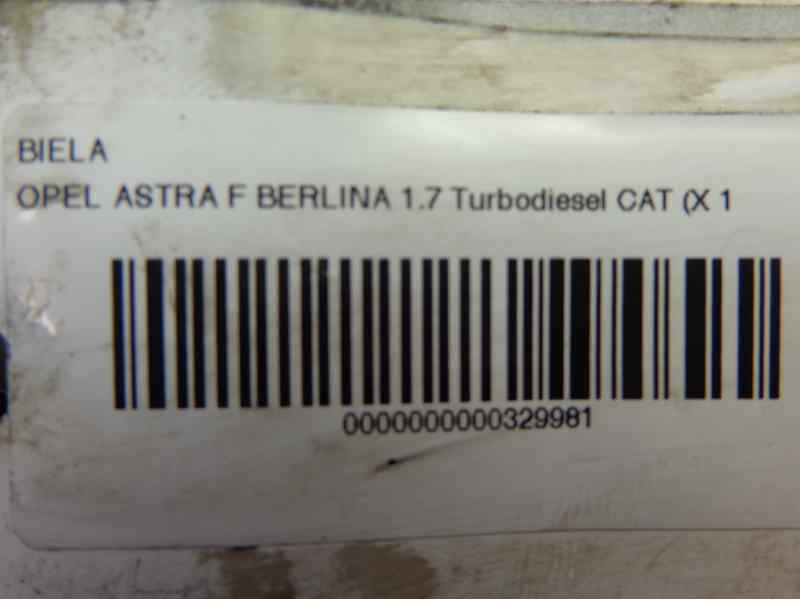 BIELA
OPEL ASTRA F BERLINA 1.7 Turbodiesel CAT (X 1
0000000000329981